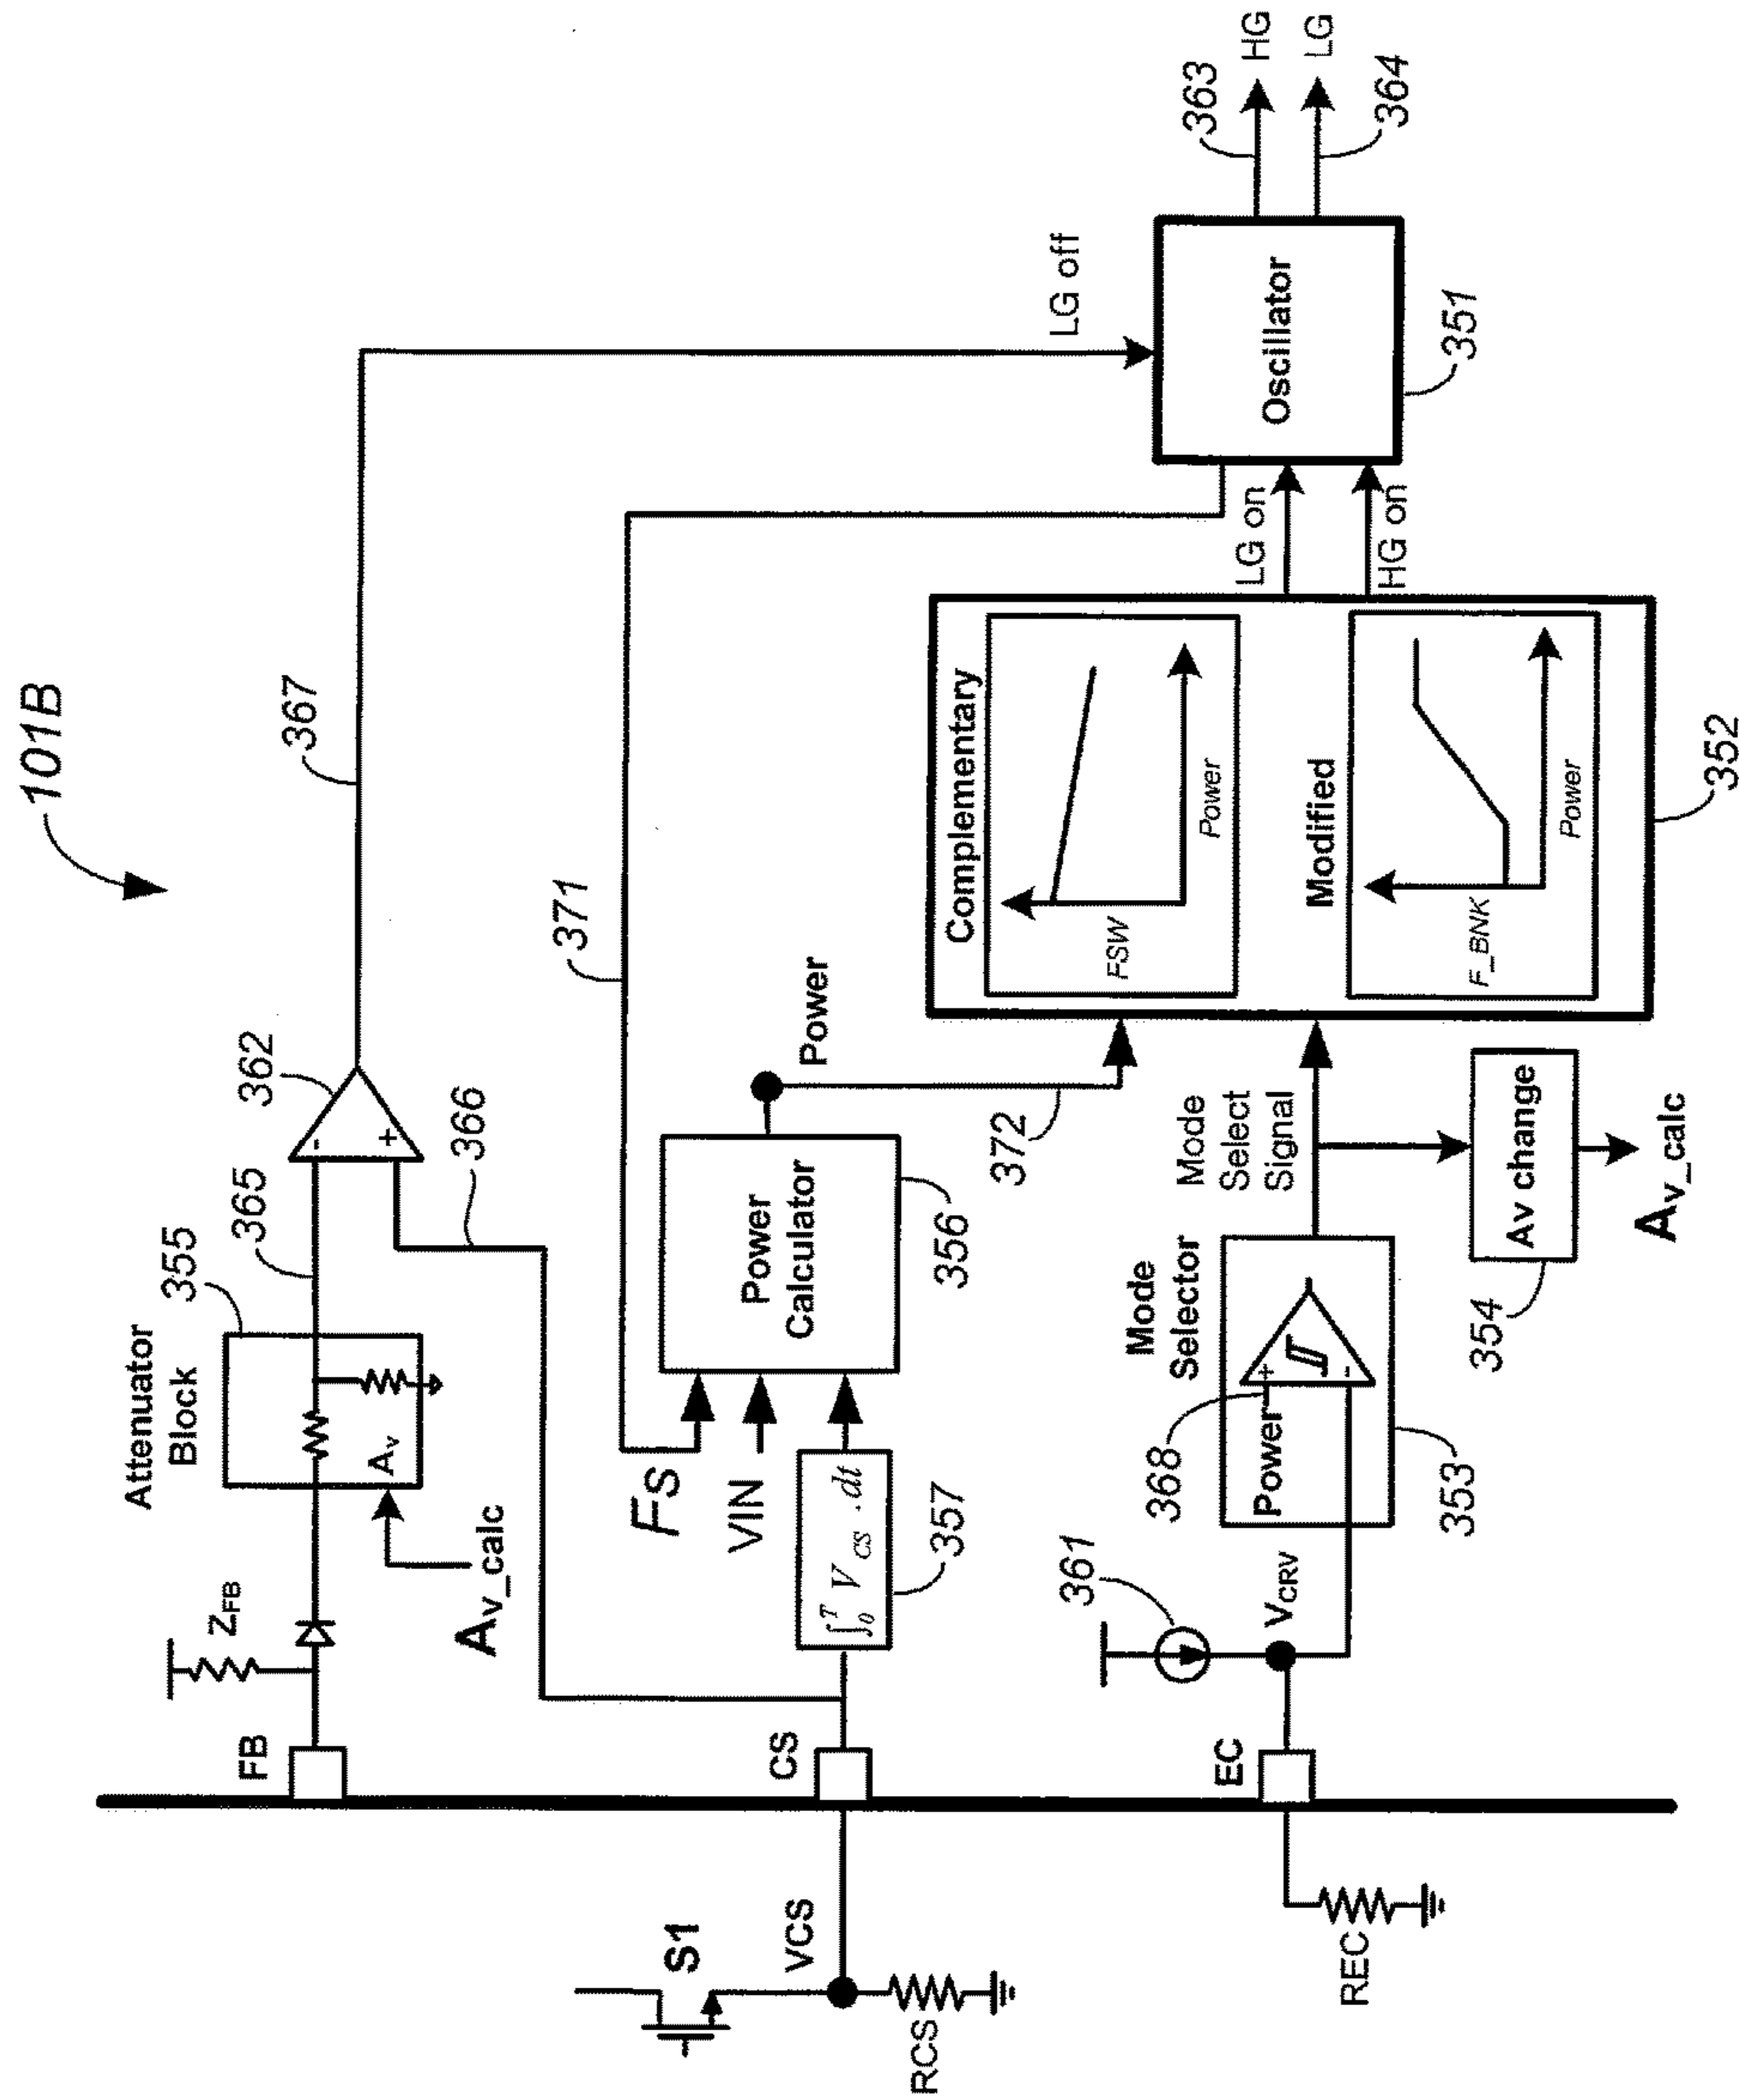 101B
FB
ZFB
Attenuator
Block
355
Av
Av_calc
365
362
-
+
366
367
LG off
371
FS
VIN
Power
Calculator
356
Power
372
S1
VCS
RCS
CS
∫₀ᵀ V CS . dt
357
EC
REC
361
VCRV
Mode
Selector
368
Power
+
-
353
Mode
Select
Signal
Av change
354
Av_calc
Complementary
FSW
Power
Modified
F_BNK
Power
352
LG on
HG on
Oscillator
351
363
HG
LG
364